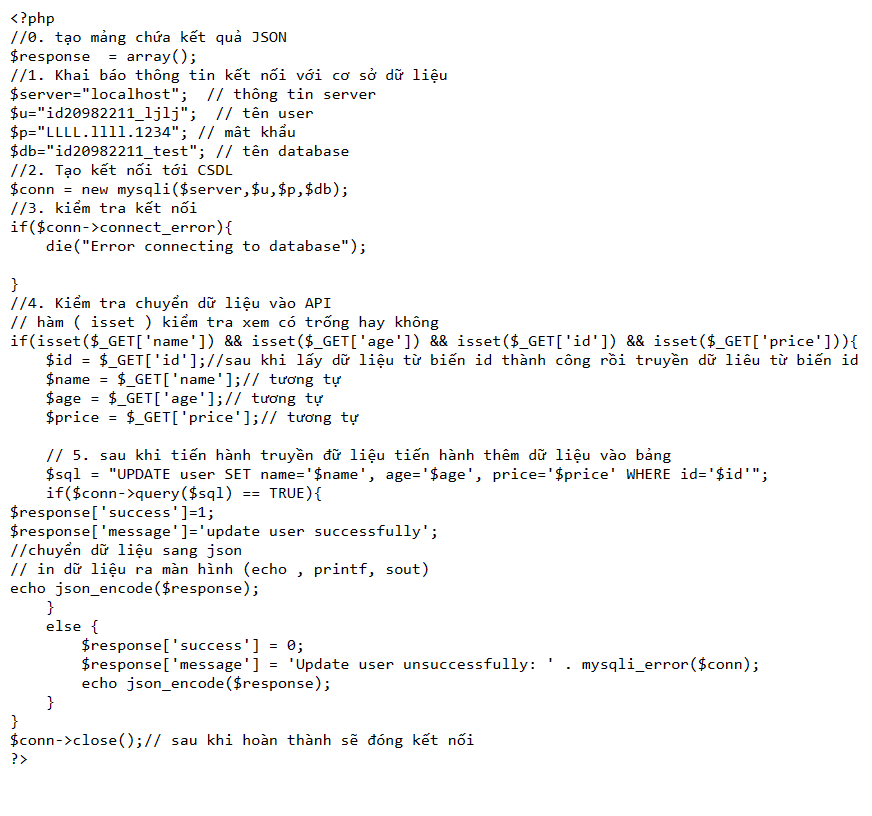 <?php
//0. tạo mảng chứa kết quả JSON
$response  = array();
//1. Khai báo thông tin kết nối với cơ sở dữ liệu
$server="localhost";  // thông tin server
$u="id20982211_ljlj";  // tên user
$p="LLLL.llll.1234"; // mât khẩu
$db="id20982211_test"; // tên database
//2. Tạo kết nối tới CSDL
$conn = new mysqli($server,$u,$p,$db);
//3. kiểm tra kết nối
if($conn->connect_error){
    die("Error connecting to database");

}
//4. Kiểm tra chuyển dữ liệu vào API
// hàm ( isset ) kiểm tra xem có trống hay không
if(isset($_GET['name']) && isset($_GET['age']) && isset($_GET['id']) && isset($_GET['price'])){
    $id = $_GET['id'];//sau khi lấy dữ liệu từ biến id thành công rồi truyền dữ liêu từ biến id
    $name = $_GET['name'];// tương tự
    $age = $_GET['age'];// tương tự
    $price = $_GET['price'];// tương tự

    // 5. sau khi tiến hành truyền đữ liệu tiến hành thêm dữ liệu vào bảng
    $sql = "UPDATE user SET name='$name', age='$age', price='$price' WHERE id='$id'";
    if($conn->query($sql) == TRUE){
$response['success']=1;
$response['message']='update user successfully';
//chuyển dữ liệu sang json
// in dữ liệu ra màn hình (echo , printf, sout)
echo json_encode($response);
    }
    else {
        $response['success'] = 0;
        $response['message'] = 'Update user unsuccessfully: ' . mysqli_error($conn);
        echo json_encode($response);
    }
}
$conn->close();// sau khi hoàn thành sẽ đóng kết nối
?>